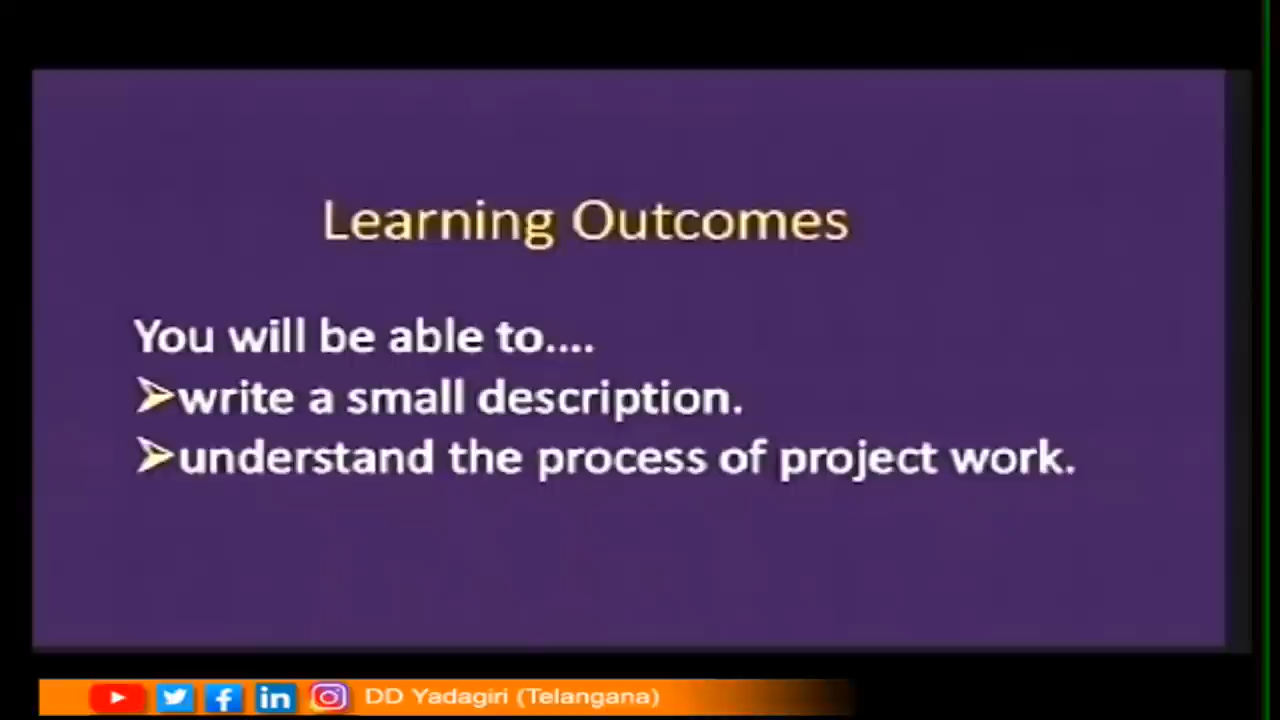 Learning Outcomes
You will be able to....
➢write a small description.
➢understand the process of project work.
DD Yadagiri (Telangana)